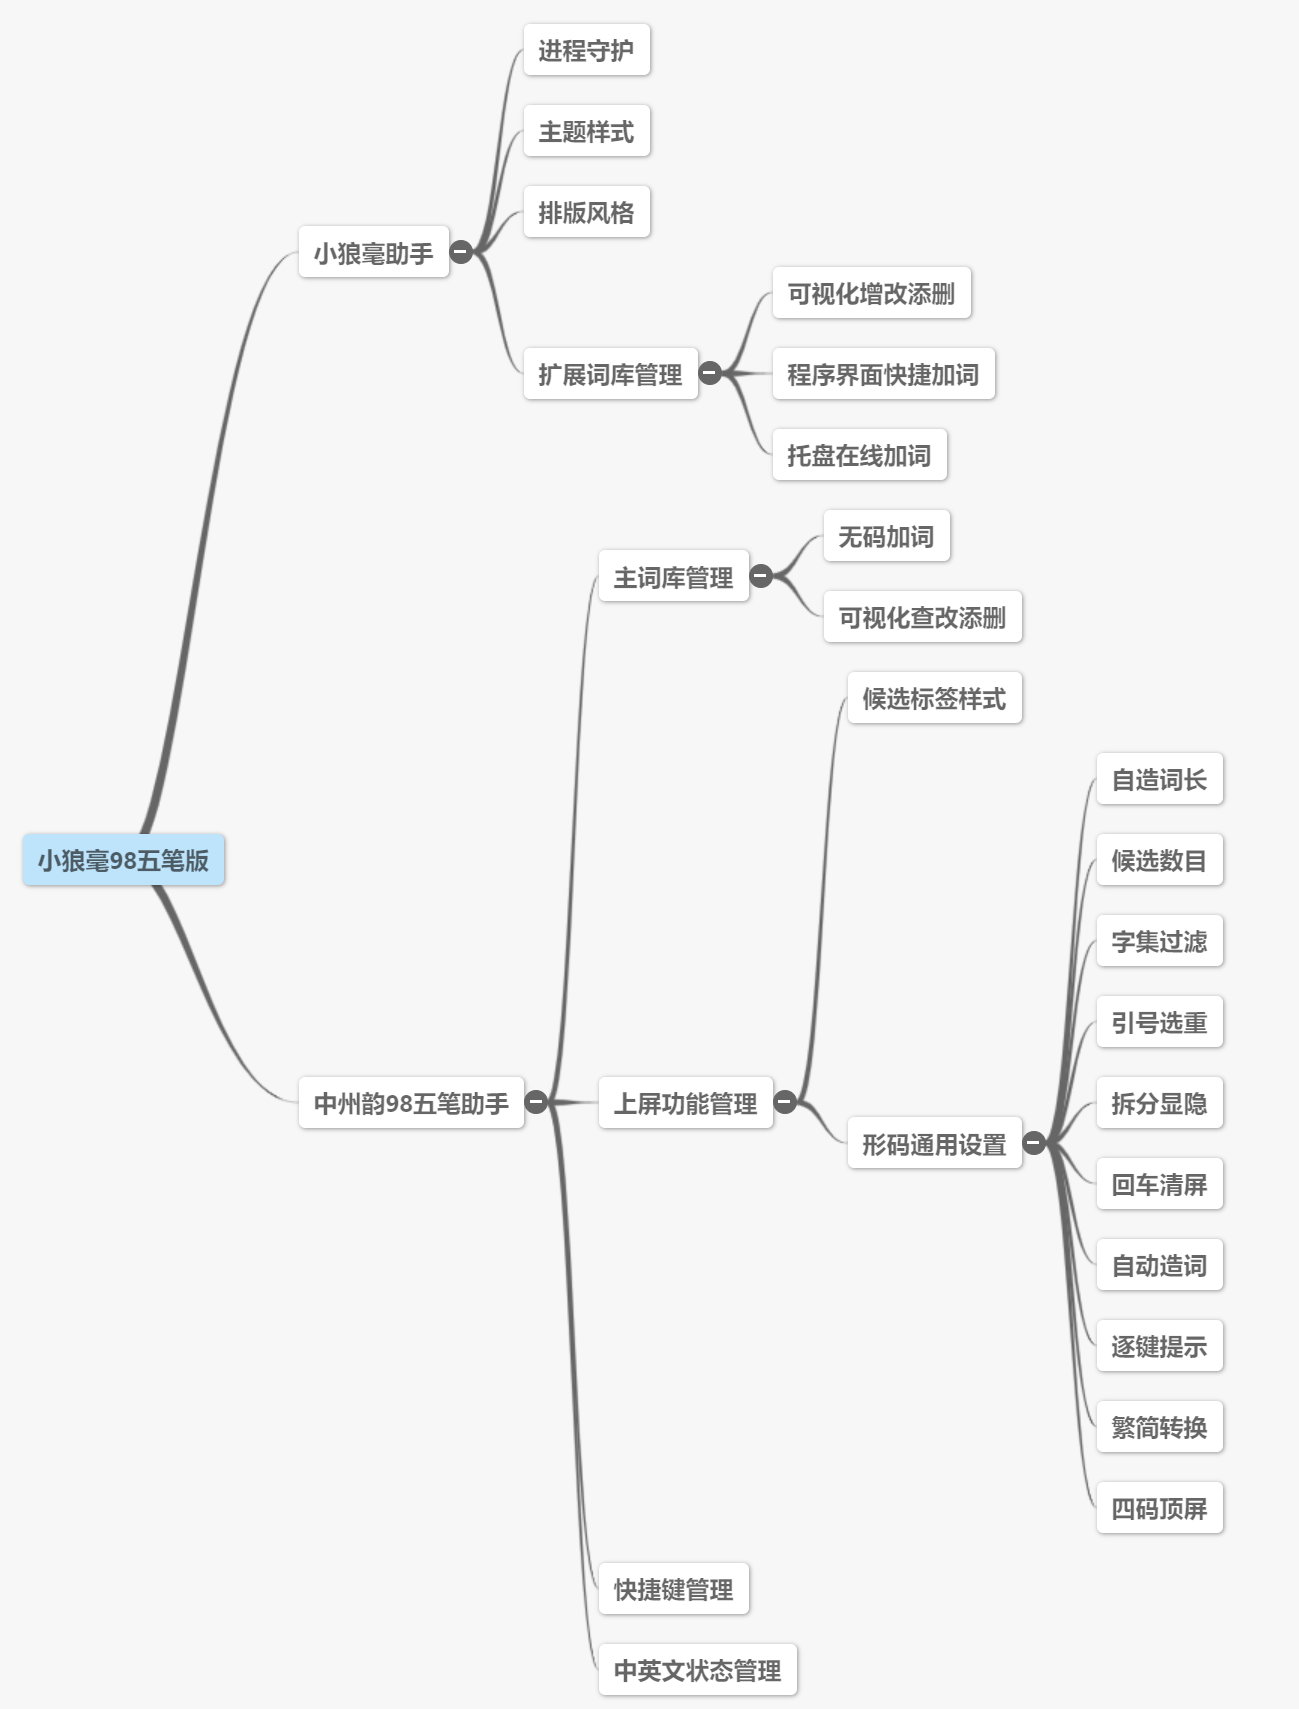 进程守护
主题样式
排版风格
小狼毫助手
可视化增改添删
扩展词库管理
程序界面快捷加词
托盘在线加词
无码加词
主词库管理
可视化查改添删
候选标签样式
自造词长
小狼毫98五笔版
候选数目
字集过滤
引号选重
中州韵98五笔助手
上屏功能管理
拆分显隐
形码通用设置
回车清屏
自动造词
逐键提示
繁简转换
四码顶屏
快捷键管理
中英文状态管理